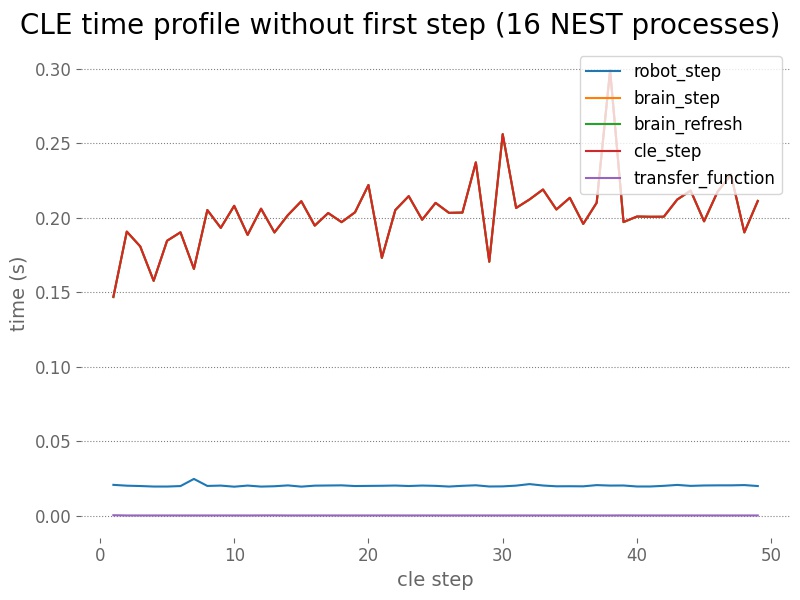 CLE time profile without first step (16 NEST processes)
robot_step
brain_step
brain_refresh
cle_step
transfer_function
0.30
0.25
0.20
0.15
0.10
0.05
0.00
time (s)
0 10 20 30 40 50
cle step